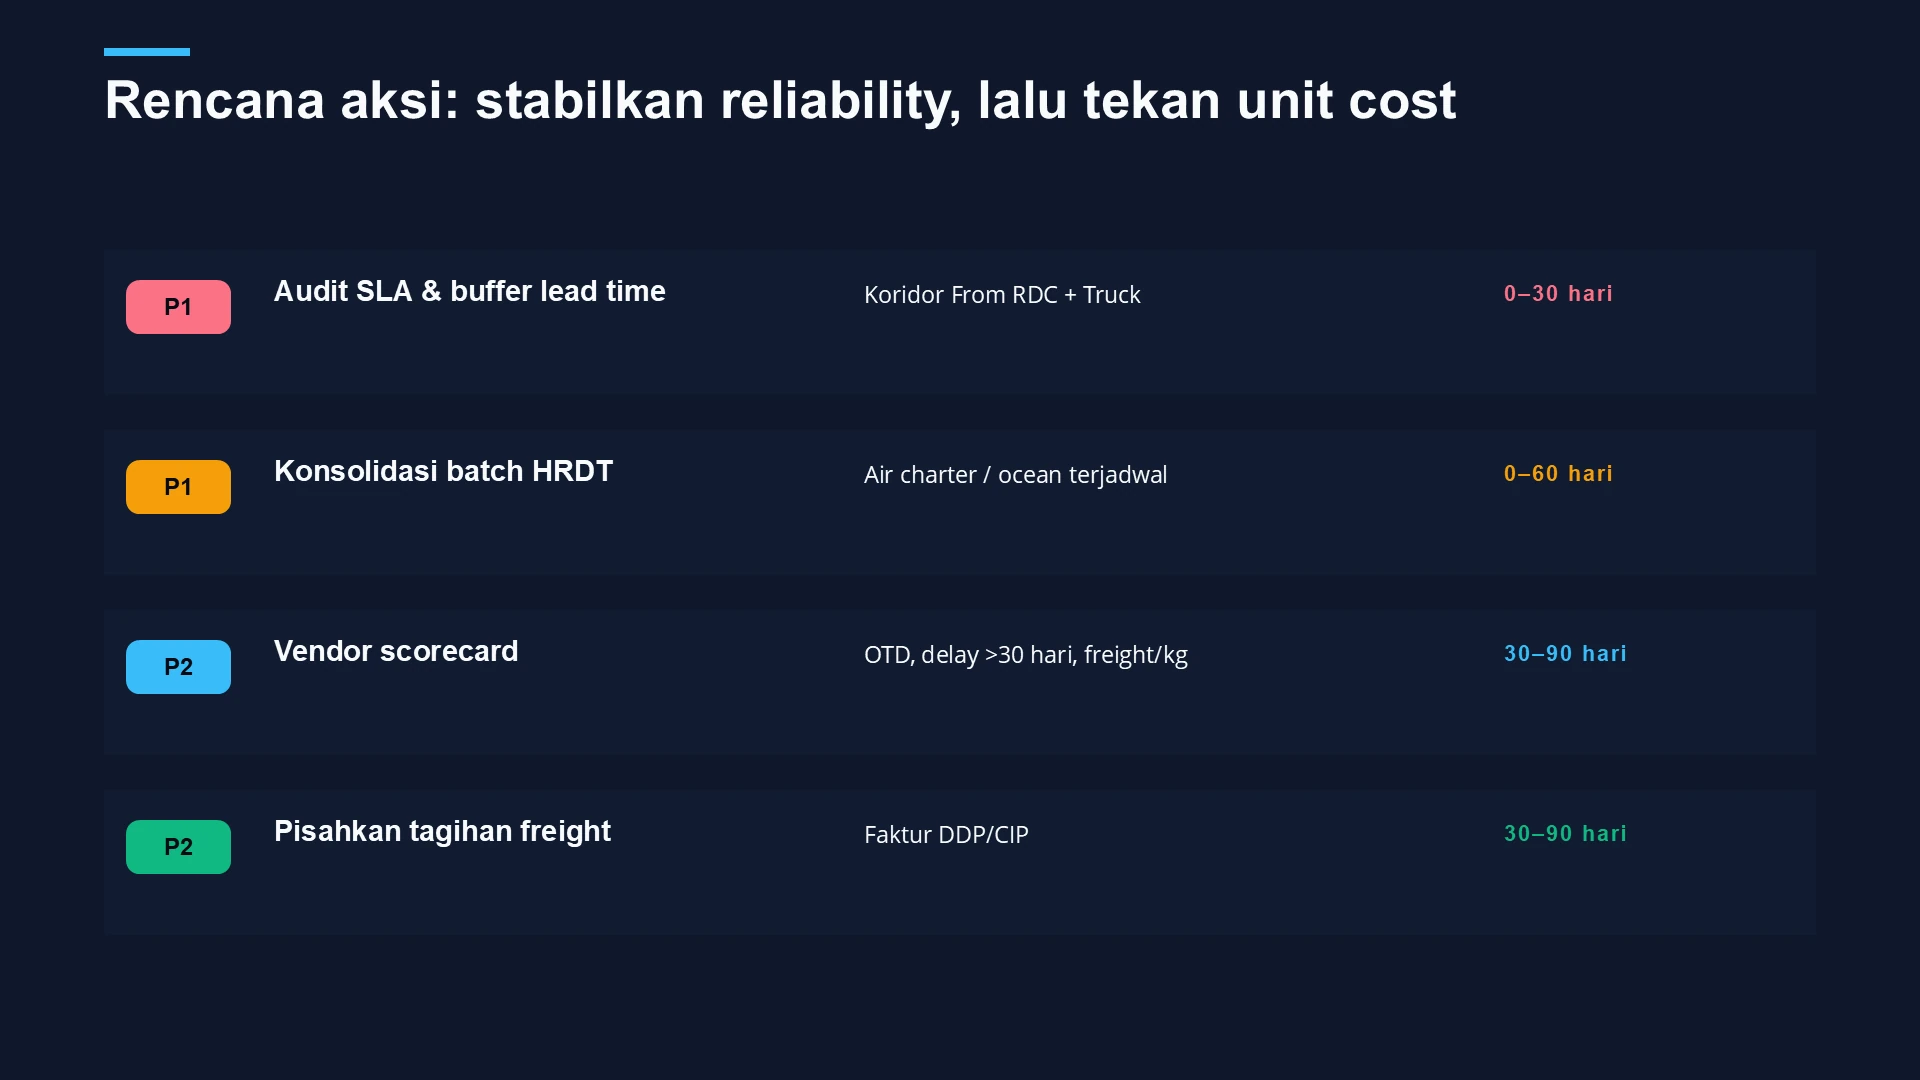 Rencana aksi: stabilkan reliability, lalu tekan unit cost
P1 Audit SLA & buffer lead time Koridor From RDC + Truck 0–30 hari
P1 Konsolidasi batch HRDT Air charter / ocean terjadwal 0–60 hari
P2 Vendor scorecard OTD, delay >30 hari, freight/kg 30–90 hari
P2 Pisahkan tagihan freight Faktur DDP/CIP 30–90 hari